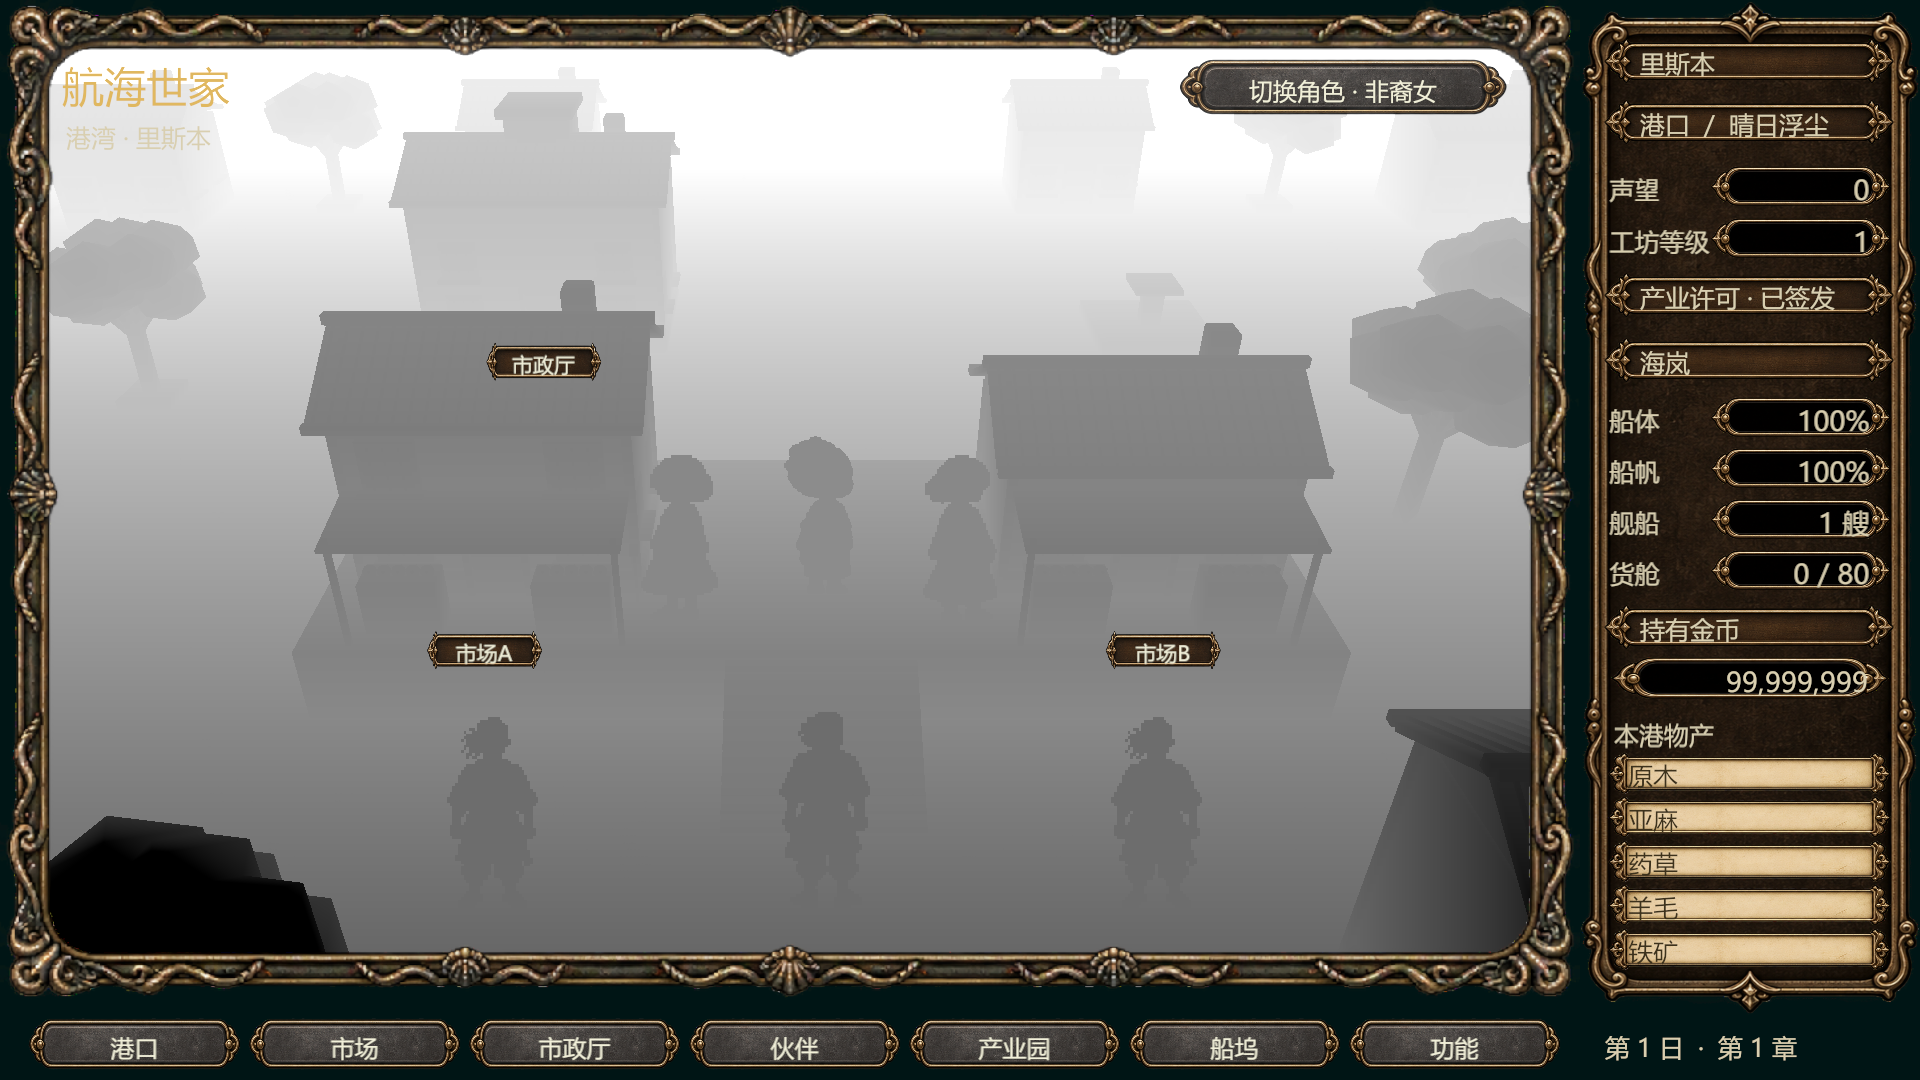 航海世家
港湾 · 里斯本
切换角色 · 非裔女
市政厅
市场A
市场B
里斯本
港口 / 晴日浮尘
声望 0
工坊等级 1
产业许可 · 已签发
海岚
船体 100%
船帆 100%
舰船 1 艘
货舱 0 / 80
持有金币
99,999,999
本港物产
原木
亚麻
药草
羊毛
铁矿
港口
市场
市政厅
伙伴
产业园
船坞
功能
第 1 日 · 第 1 章